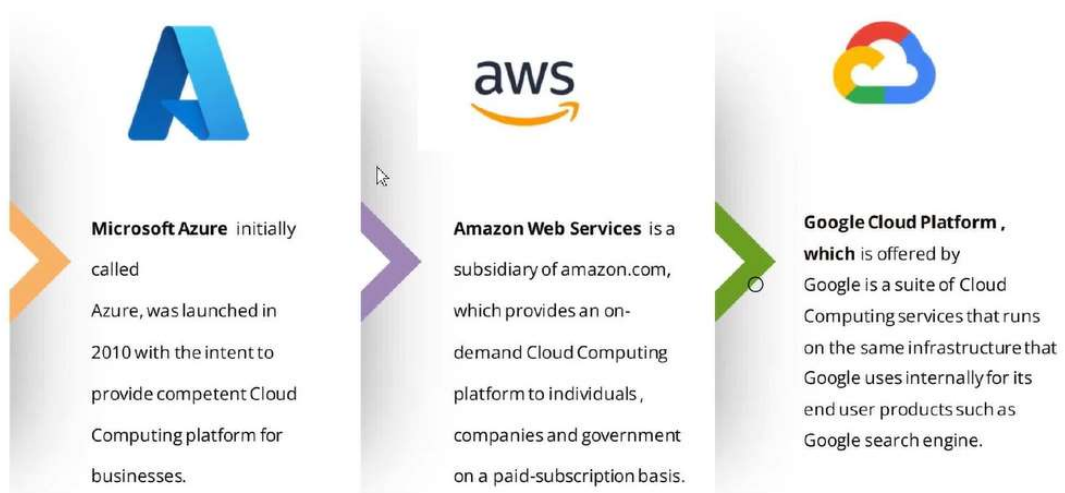 aws
Microsoft Azure initially
called
Azure, was launched in
2010 with the intent to
provide competent Cloud
Computing platform for
businesses.
Amazon Web Services is a
subsidiary of amazon.com,
which provides an on-
demand Cloud Computing
platform to individuals,
companies and government
on a paid-subscription basis.
Google Cloud Platform ,
which is offered by
Google is a suite of Cloud
Computing services that runs
on the same infrastructure that
Google uses internally for its
end user products such as
Google search engine.